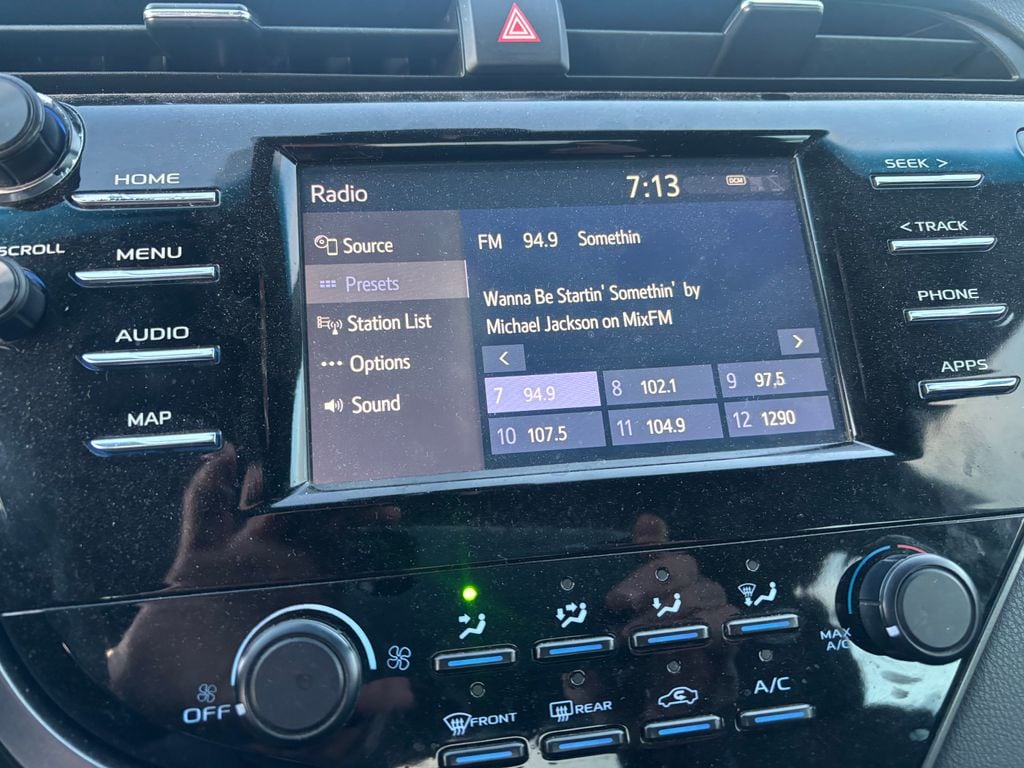 HOME
SCROLL
MENU
AUDIO
MAP
Radio
7:13
DCM
Source
Presets
Station List
Options
Sound
FM 94.9 Somethin
Wanna Be Startin' Somethin' by
Michael Jackson on MixFM
<
>
7 94.9
8 102.1
9 97.5
10 107.5
11 104.9
12 1290
SEEK >
< TRACK
PHONE
APPS
OFF
FRONT
REAR
A/C
MAX
A/C